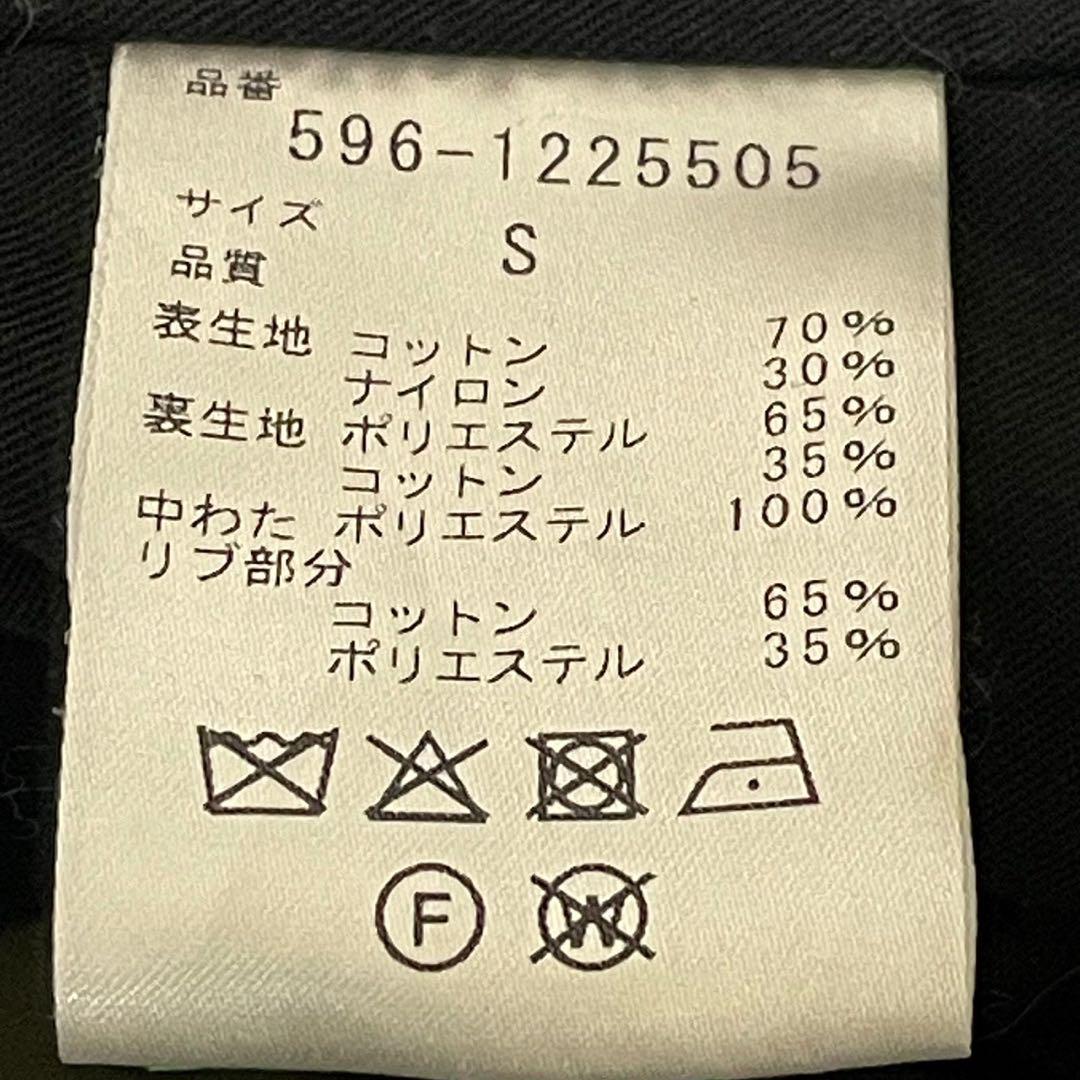 品番
596-1225505
サイズ S
品質
表生地 コットン 70%
ナイロン 30%
裏生地 ポリエステル 65%
コットン 35%
中わた ポリエステル 100%
リブ部分
コットン 65%
ポリエステル 35%
F W